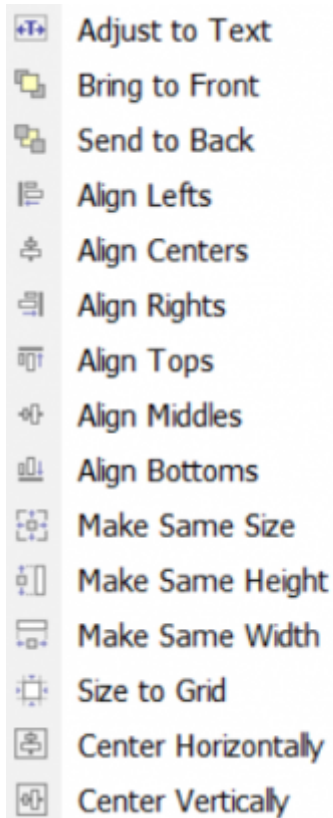 Adjust to Text
Bring to Front
Send to Back
Align Lefts
Align Centers
Align Rights
Align Tops
Align Middles
Align Bottoms
Make Same Size
Make Same Height
Make Same Width
Size to Grid
Center Horizontally
Center Vertically